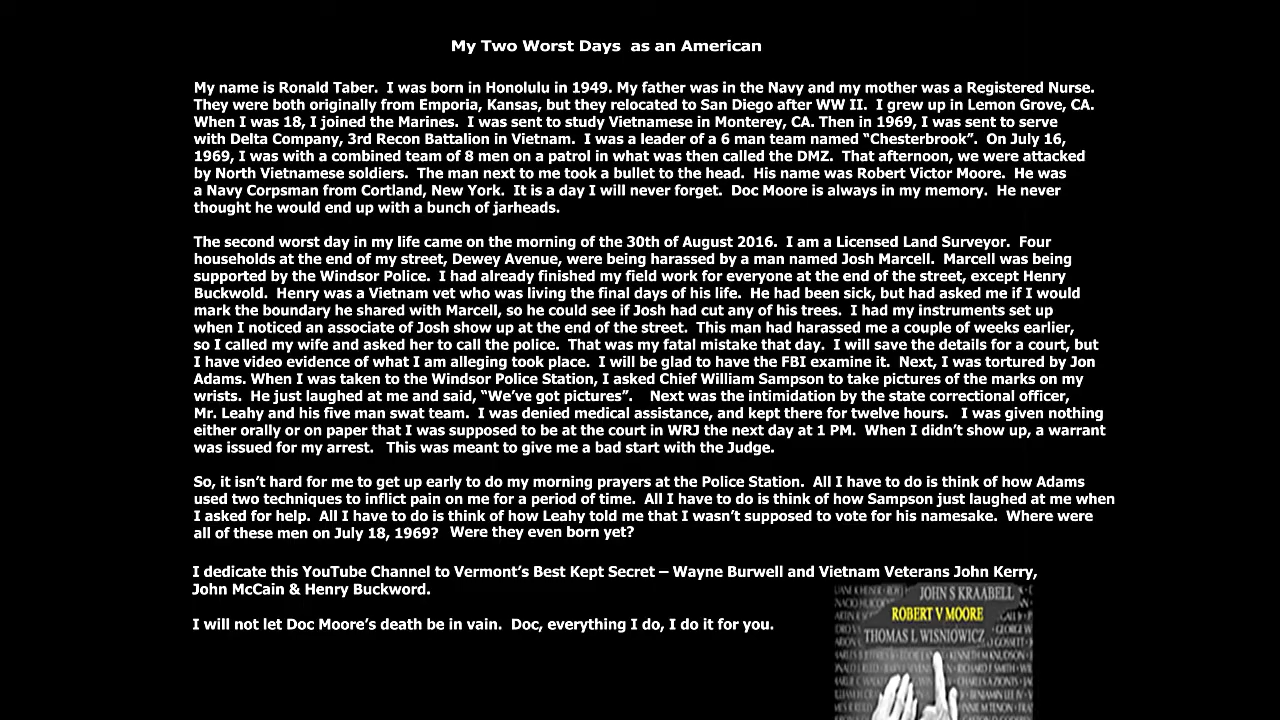 My Two Worst Days as an American
My name is Ronald Taber. I was born in Honolulu in 1949. My father was in the Navy and my mother was a Registered Nurse.
They were both originally from Emporia, Kansas, but they relocated to San Diego after WW II. I grew up in Lemon Grove, CA.
When I was 18, I joined the Marines. I was sent to study Vietnamese in Monterey, CA. Then in 1969, I was sent to serve
with Delta Company, 3rd Recon Battalion in Vietnam. I was a leader of a 6 man team named “Chesterbrook”. On July 16,
1969, I was with a combined team of 8 men on a patrol in what was then called the DMZ. That afternoon, we were attacked
by North Vietnamese soldiers. The man next to me took a bullet to the head. His name was Robert Victor Moore. He was
a Navy Corpsman from Cortland, New York. It is a day I will never forget. Doc Moore is always in my memory. He never
thought he would end up with a bunch of jarheads.
The second worst day in my life came on the morning of the 30th of August 2016. I am a Licensed Land Surveyor. Four
households at the end of my street, Dewey Avenue, were being harassed by a man named Josh Marcell. Marcell was being
supported by the Windsor Police. I had already finished my field work for everyone at the end of the street, except Henry
Buckwold. Henry was a Vietnam vet who was living the final days of his life. He had been sick, but had asked me if I would
mark the boundary he shared with Marcell, so he could see if Josh had cut any of his trees. I had my instruments set up
when I noticed an associate of Josh show up at the end of the street. This man had harassed me a couple of weeks earlier,
so I called my wife and asked her to call the police. That was my fatal mistake that day. I will save the details for a court, but
I have video evidence of what I am alleging took place. I will be glad to have the FBI examine it. Next, I was tortured by Jon
Adams. When I was taken to the Windsor Police Station, I asked Chief William Sampson to take pictures of the marks on my
wrists. He just laughed at me and said, “We’ve got pictures”. Next was the intimidation by the state correctional officer,
Mr. Leahy and his five man swat team. I was denied medical assistance, and kept there for twelve hours. I was given nothing
either orally or on paper that I was supposed to be at the court in WRJ the next day at 1 PM. When I didn’t show up, a warrant
was issued for my arrest. This was meant to give me a bad start with the Judge.
So, it isn’t hard for me to get up early to do my morning prayers at the Police Station. All I have to do is think of how Adams
used two techniques to inflict pain on me for a period of time. All I have to do is think of how Sampson just laughed at me when
I asked for help. All I have to do is think of how Leahy told me that I wasn’t supposed to vote for his namesake. Where were
all of these men on July 18, 1969? Were they even born yet?
I dedicate this YouTube Channel to Vermont’s Best Kept Secret – Wayne Burwell and Vietnam Veterans John Kerry,
John McCain & Henry Buckword.
I will not let Doc Moore’s death be in vain. Doc, everything I do, I do it for you.
JOHN S KRAABELL
ROBERT V MOORE
THOMAS L WISNIOWICZ